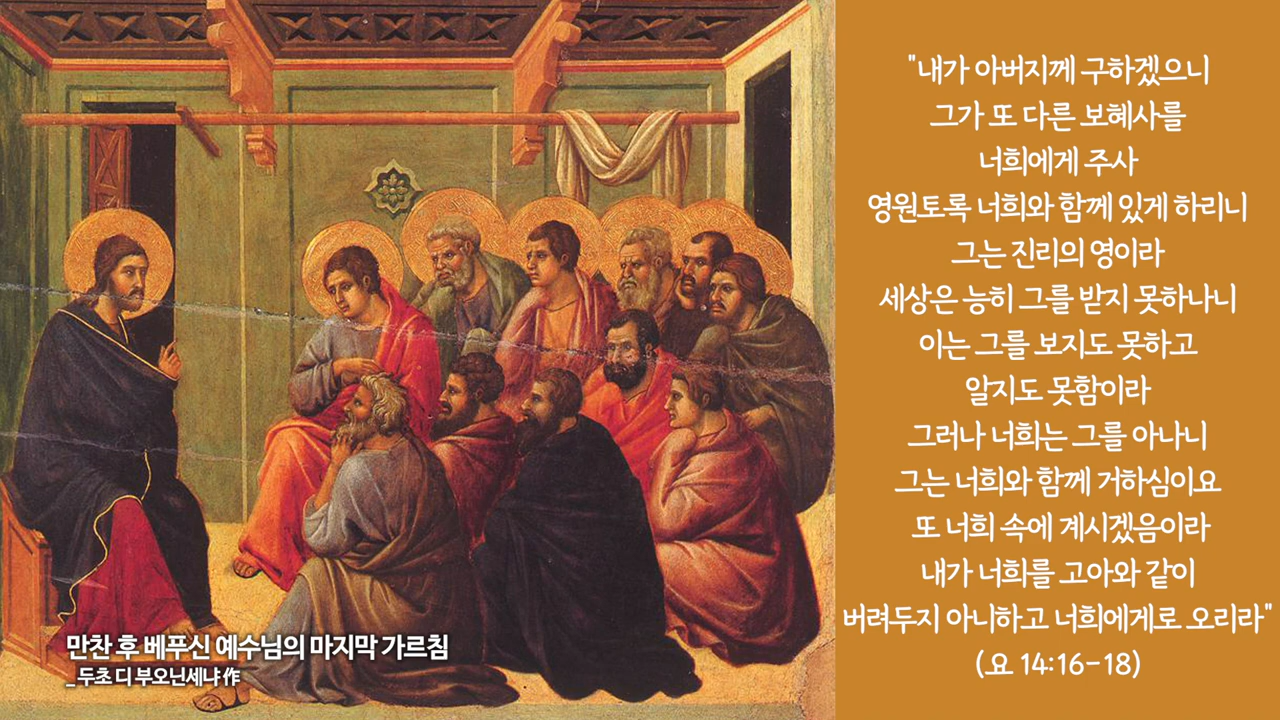 만찬 후 베푸신 예수님의 마지막 가르침
_두초 디 부오닌세냐 作
"내가 아버지께 구하겠으니
그가 또 다른 보혜사를
너희에게 주사
영원토록 너희와 함께 있게 하리니
그는 진리의 영이라
세상은 능히 그를 받지 못하나니
이는 그를 보지도 못하고
알지도 못함이라
그러나 너희는 그를 아나니
그는 너희와 함께 거하심이요
또 너희 속에 계시겠음이라
내가 너희를 고아와 같이
버려두지 아니하고 너희에게로 오리라"
(요 14:16-18)